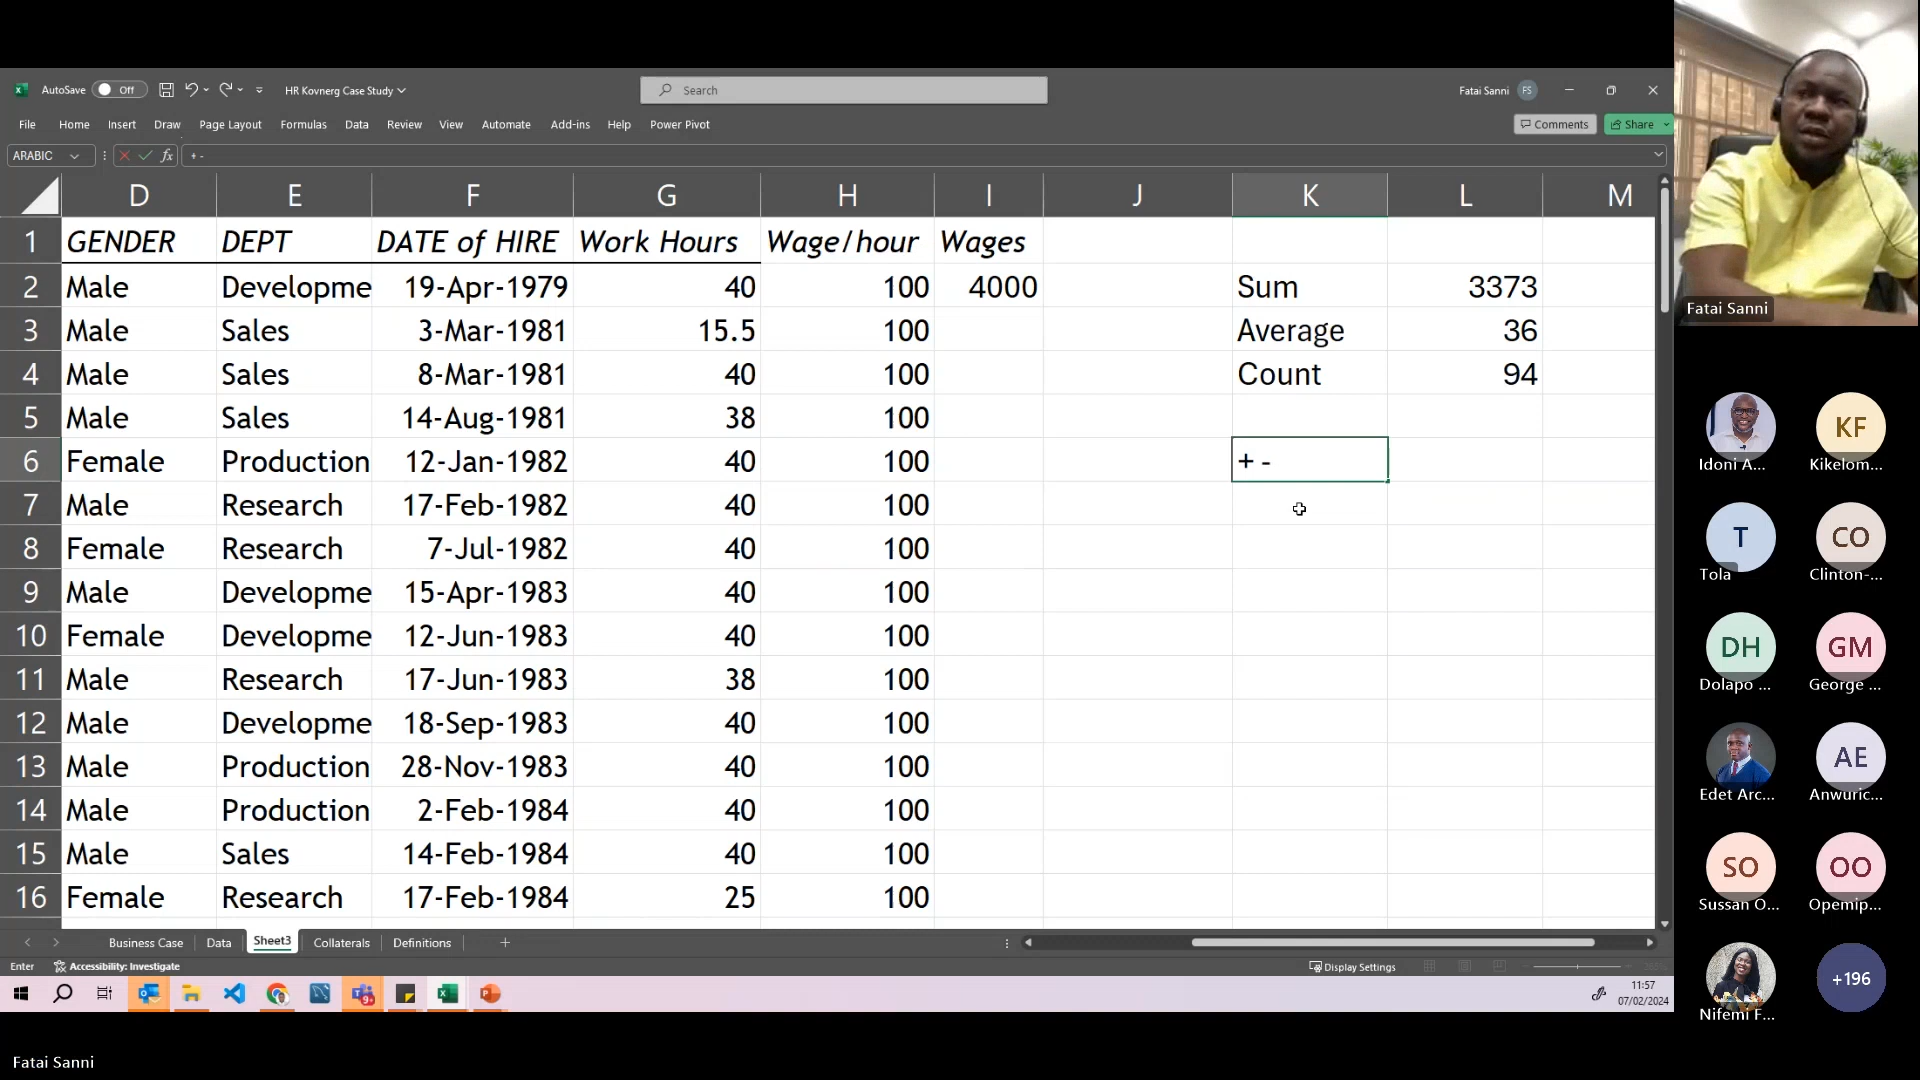 AutoSave Off HR Kovnerg Case Study Search Fatai Sanni FS
File Home Insert Draw Page Layout Formulas Data Review View Automate Add-ins Help Power Pivot Comments Share
ARABIC fx + -
D E F G H I J K L M
1 GENDER DEPT DATE of HIRE Work Hours Wage/hour Wages
2 Male Developme 19-Apr-1979 40 100 4000 Sum 3373
3 Male Sales 3-Mar-1981 15.5 100 Average 36
4 Male Sales 8-Mar-1981 40 100 Count 94
5 Male Sales 14-Aug-1981 38 100
6 Female Production 12-Jan-1982 40 100 + -
7 Male Research 17-Feb-1982 40 100
8 Female Research 7-Jul-1982 40 100
9 Male Developme 15-Apr-1983 40 100
10 Female Developme 12-Jun-1983 40 100
11 Male Research 17-Jun-1983 38 100
12 Male Developme 18-Sep-1983 40 100
13 Male Production 28-Nov-1983 40 100
14 Male Production 2-Feb-1984 40 100
15 Male Sales 14-Feb-1984 40 100
16 Female Research 17-Feb-1984 25 100
Business Case Data Sheet3 Collaterals Definitions
Enter Accessibility: Investigate Display Settings
11:57
07/02/2024
Fatai Sanni
Fatai Sanni
KF
Idoni A... Kikelom...
T CO
Tola Clinton-...
DH GM
Dolapo ... George ...
AE
Edet Arc... Anwuric...
SO OO
Sussan O... Opemip...
+196
Nifemi F...